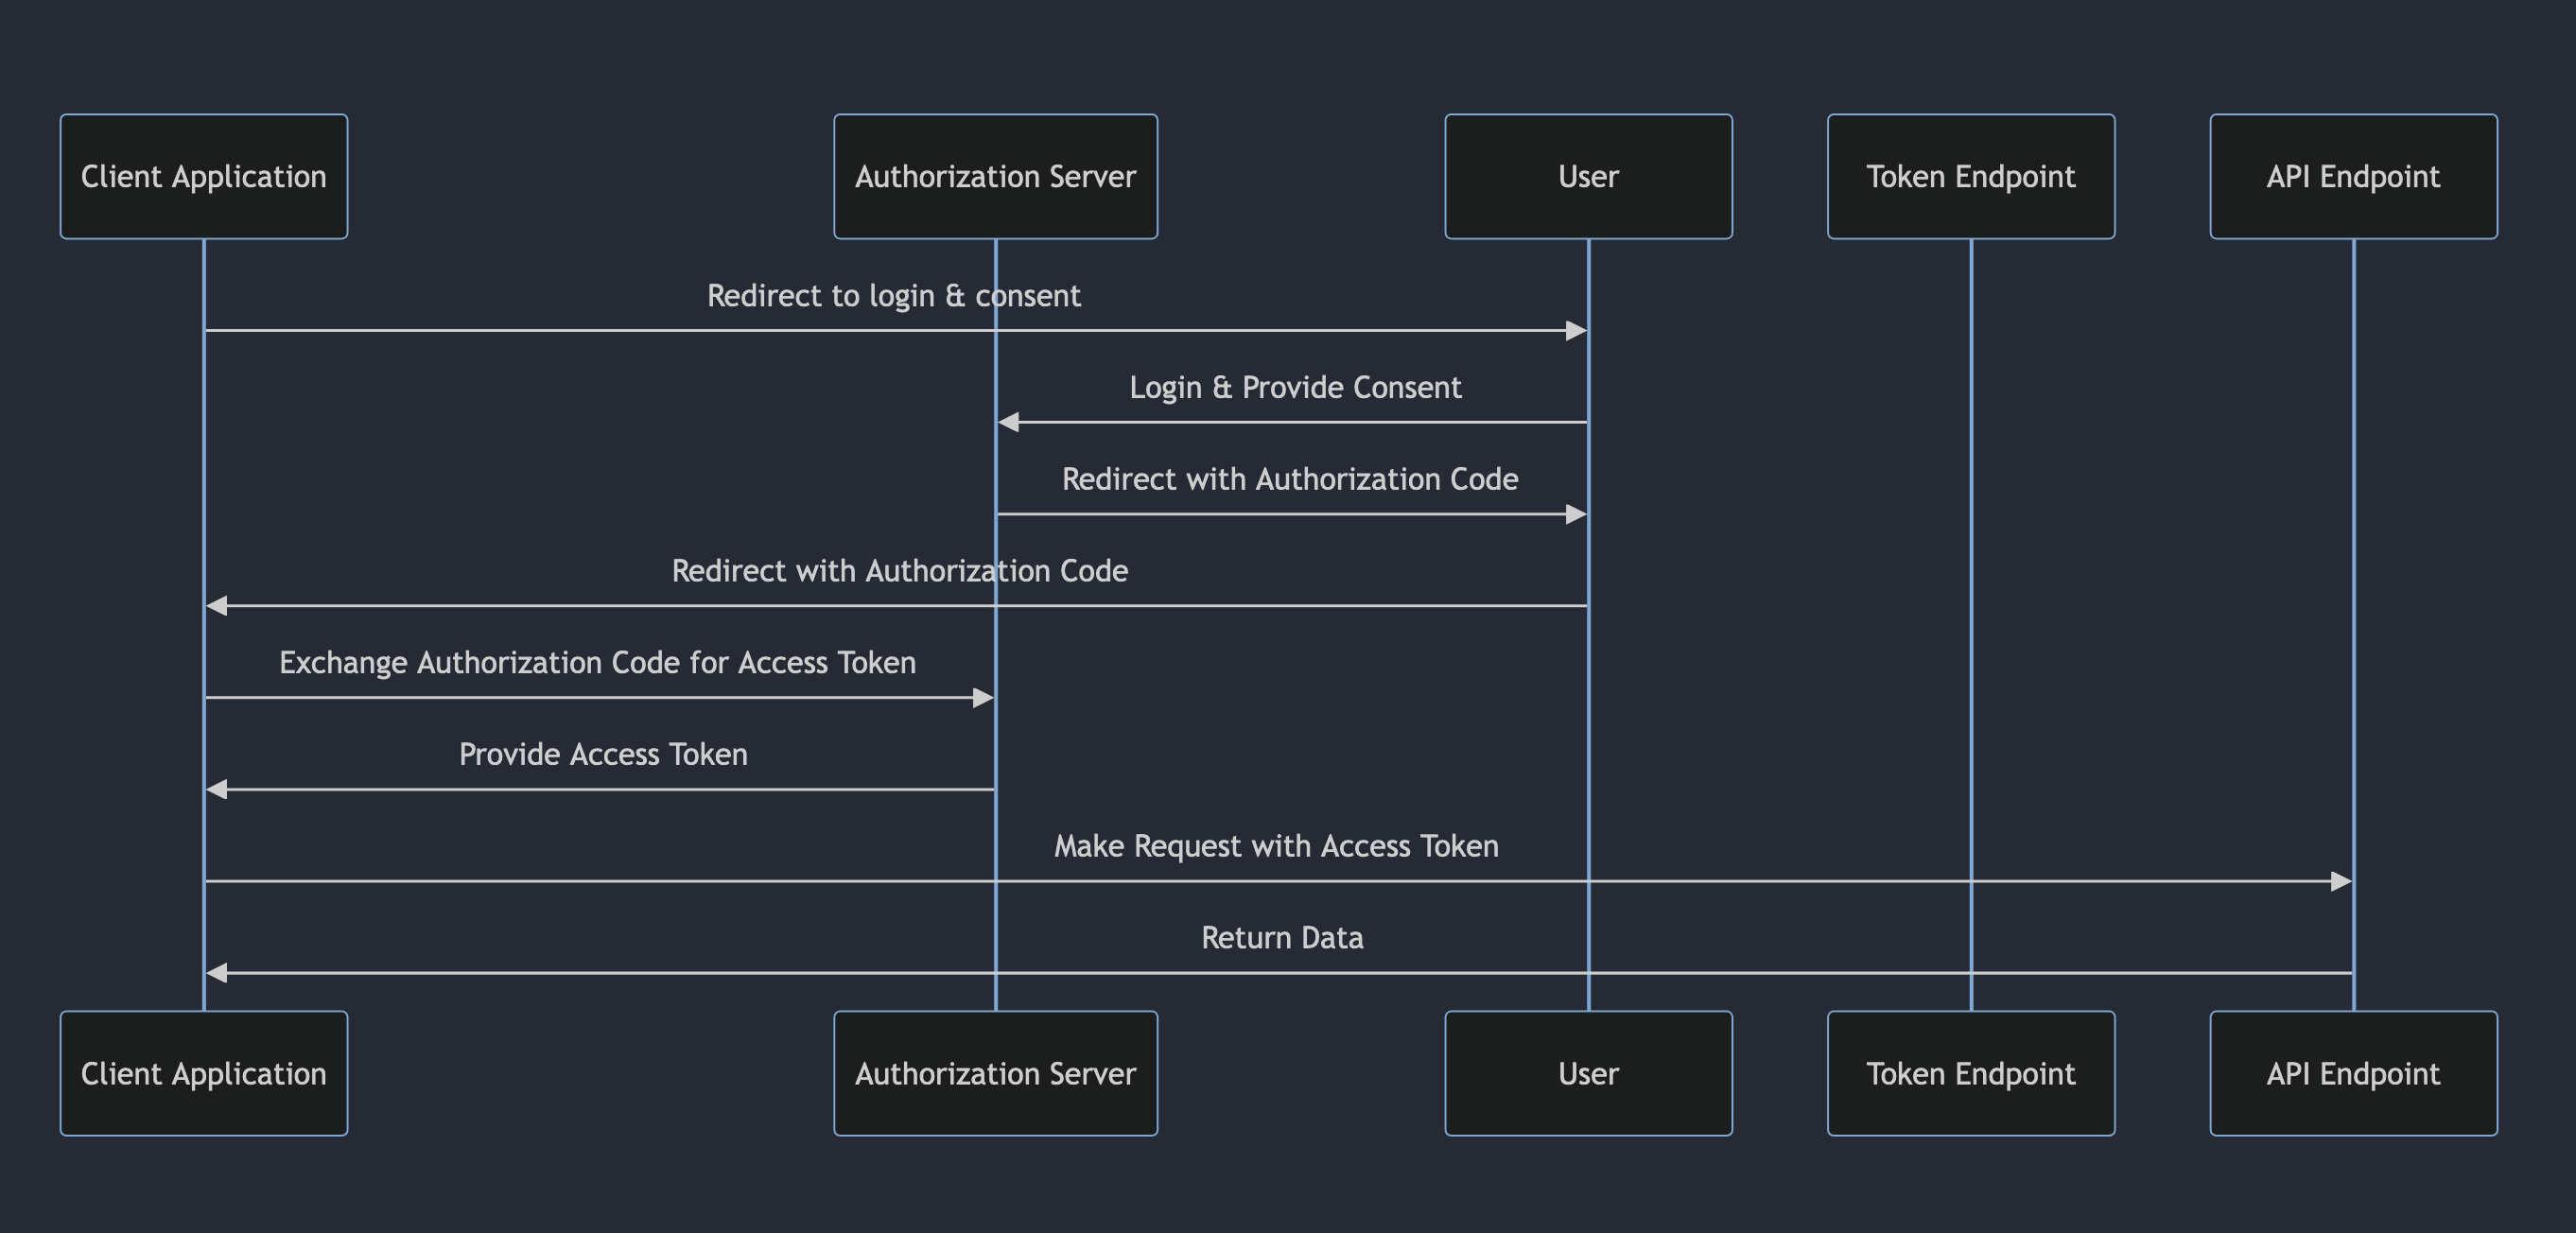 Client Application
Authorization Server
User
Token Endpoint
API Endpoint
Redirect to login & consent
Login & Provide Consent
Redirect with Authorization Code
Redirect with Authorization Code
Exchange Authorization Code for Access Token
Provide Access Token
Make Request with Access Token
Return Data
Client Application
Authorization Server
User
Token Endpoint
API Endpoint